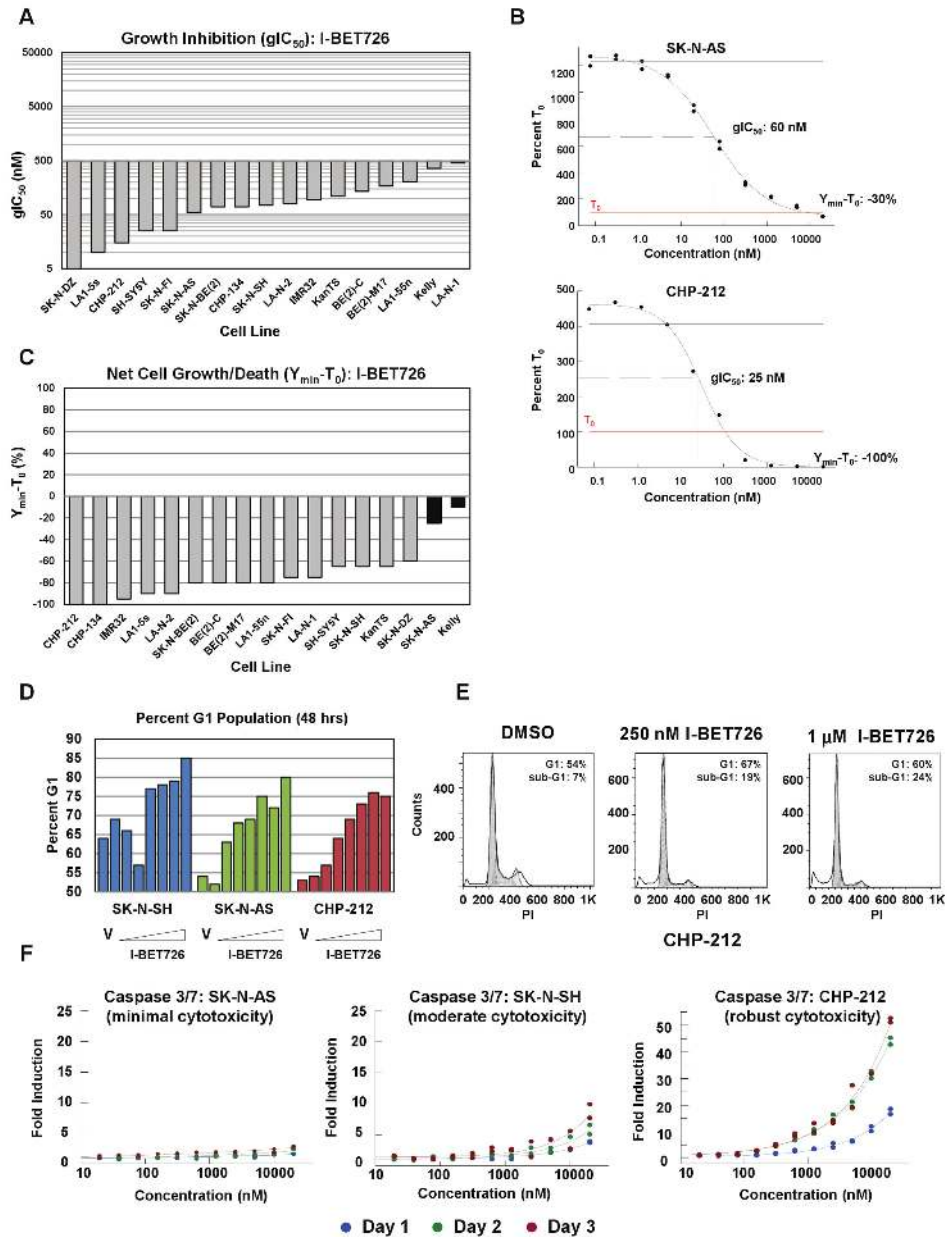 A
Growth Inhibition (gIC50): I-BET726
50000
5000
500
50
5
gIC50 (nM)
SK-N-DZ
LA1-5s
CHP-212
SH-SY5Y
SK-N-FI
SK-N-AS
SK-N-BE(2)
CHP-134
SK-N-SH
LA-N-2
IMR32
KanTS
BE(2)-C
BE(2)-M17
LA1-55n
Kelly
LA-N-1
Cell Line
B
SK-N-AS
1200
1000
800
600
400
200
0
Percent T0
gIC50: 60 nM
T0
Ymin-T0: -30%
0.1 1.0 10 100 1000 10000
Concentration (nM)
CHP-212
500
400
300
200
100
0
Percent T0
gIC50: 25 nM
T0
Ymin-T0: -100%
0.1 1.0 10 100 1000 10000
Concentration (nM)
C
Net Cell Growth/Death (Ymin-T0): I-BET726
100
80
60
40
20
0
-20
-40
-60
-80
-100
Ymin-T0 (%)
CHP-212
CHP-134
IMR32
LA1-5s
LA-N-2
SK-N-BE(2)
BE(2)-C
BE(2)-M17
LA1-55n
SK-N-FI
LA-N-1
SH-SY5Y
SK-N-SH
KanTS
SK-N-DZ
SK-N-AS
Kelly
Cell Line
D
Percent G1 Population (48 hrs)
90
85
80
75
70
65
60
55
50
Percent G1
SK-N-SH SK-N-AS CHP-212
V V V
I-BET726 I-BET726 I-BET726
E
DMSO
G1: 54%
sub-G1: 7%
Counts
400
200
0 200 400 600 800 1K
PI
250 nM I-BET726
G1: 67%
sub-G1: 19%
600
400
200
0 200 400 600 800 1K
PI
1 µM I-BET726
G1: 60%
sub-G1: 24%
600
400
200
0 200 400 600 800 1K
PI
CHP-212
F
Caspase 3/7: SK-N-AS
(minimal cytotoxicity)
25
20
15
10
5
0
Fold Induction
10 100 1000 10000
Concentration (nM)
Caspase 3/7: SK-N-SH
(moderate cytotoxicity)
25
20
15
10
5
0
Fold Induction
10 100 1000 10000
Concentration (nM)
Caspase 3/7: CHP-212
(robust cytotoxicity)
50
40
30
20
10
0
Fold Induction
10 100 1000 10000
Concentration (nM)
Day 1 Day 2 Day 3